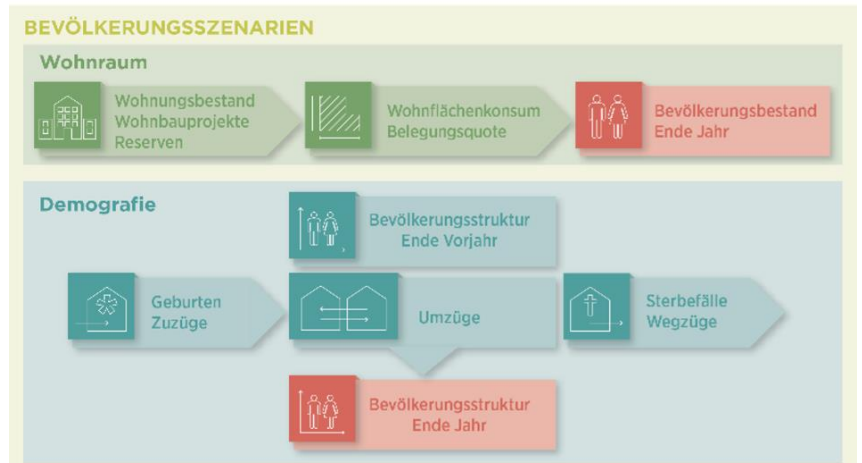 BEVÖLKERUNGSSZENARIEN
Wohnraum
Wohnungsbestand
Wohnbauprojekte
Reserven
Wohnflächenkonsum
Belegungsquote
Bevölkerungsbestand
Ende Jahr
Demografie
Bevölkerungsstruktur
Ende Vorjahr
Geburten
Zuzüge
Umzüge
Sterbefälle
Wegzüge
Bevölkerungsstruktur
Ende Jahr